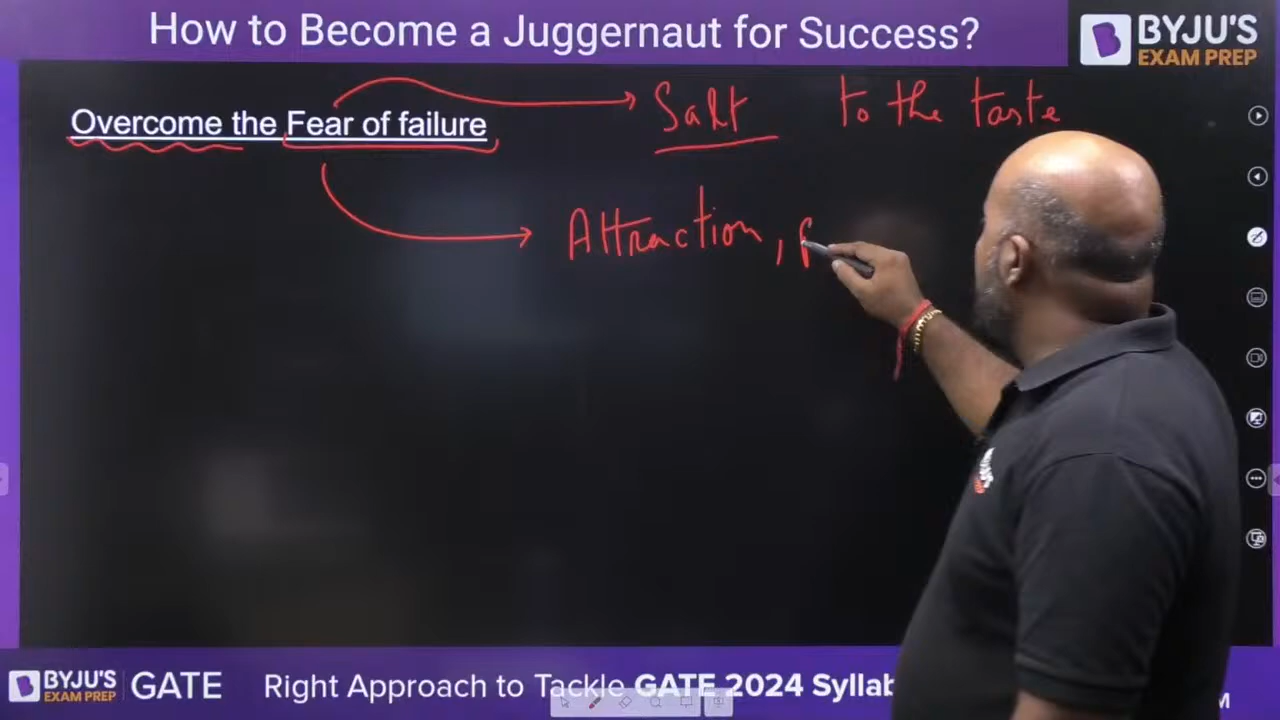 How to Become a Juggernaut for Success?
BYJU'S
EXAM PREP
Overcome the Fear of failure
Salt to the taste
Attraction,
BYJU'S
EXAM PREP
GATE
Right Approach to Tackle GATE 2024